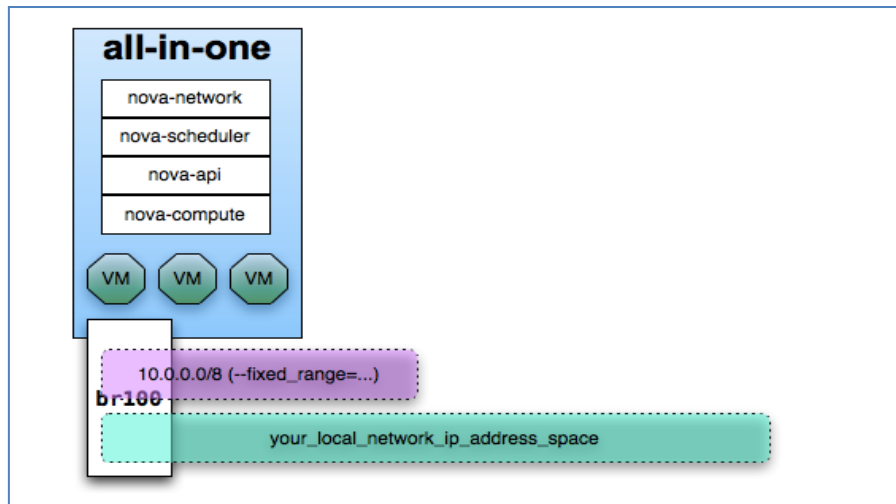 all-in-one
nova-network
nova-scheduler
nova-api
nova-compute
VM VM VM
10.0.0.0/8 (--fixed_range=...)
br100
your_local_network_ip_address_space